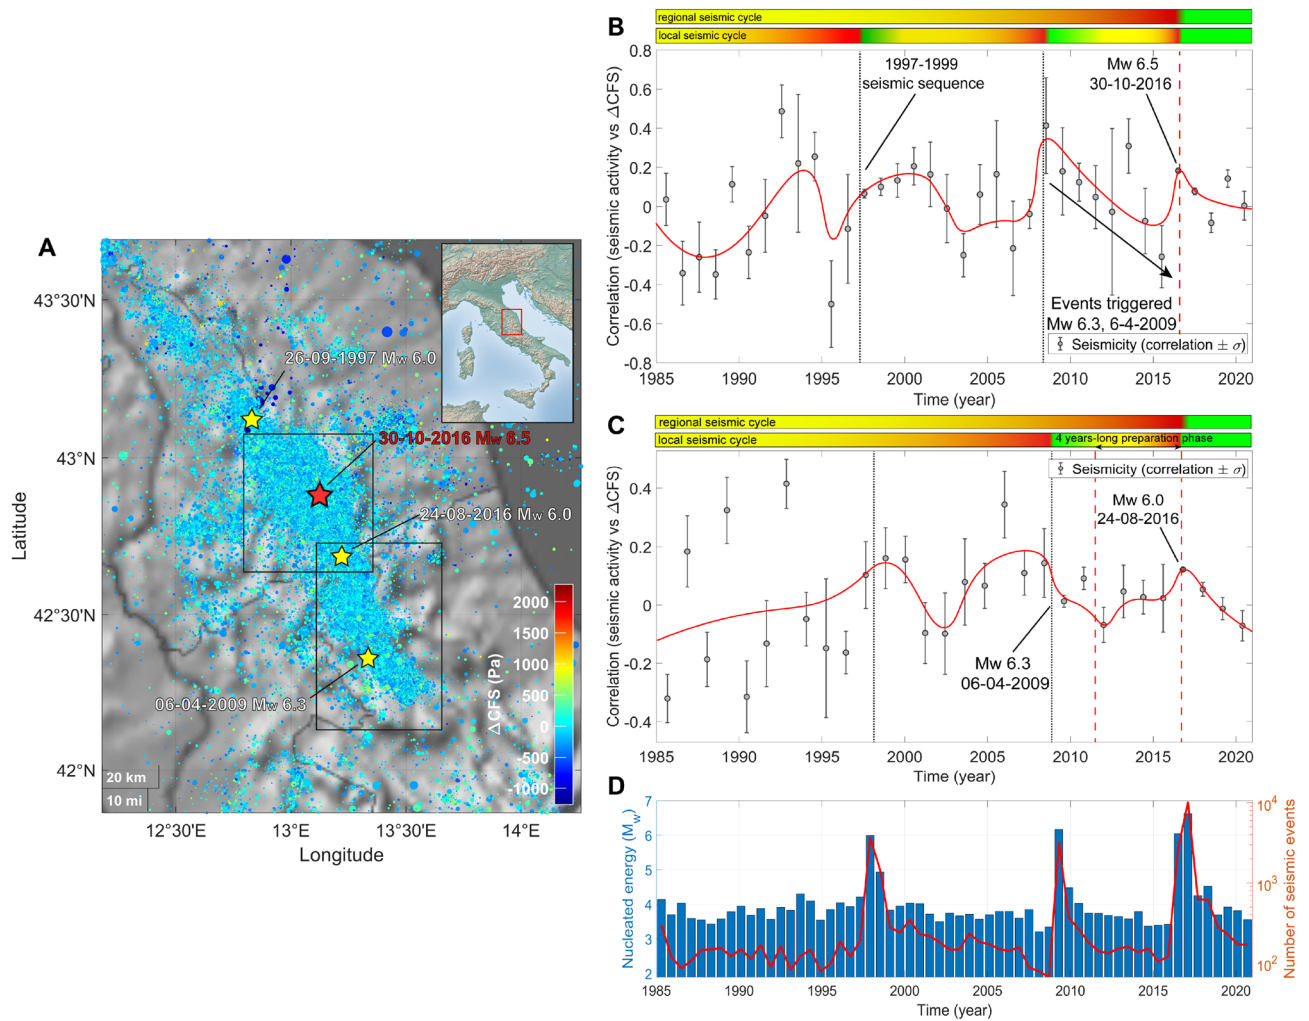 A
43°30'N
43°N
42°30'N
42°N
12°30'E
13°E
13°30'E
14°E
Latitude
Longitude
26-09-1997 Mw 6.0
30-10-2016 Mw 6.5
24-08-2016 Mw 6.0
06-04-2009 Mw 6.3
20 km
10 mi
2000
1500
1000
500
0
-500
-1000
ΔCFS (Pa)
B
regional seismic cycle
local seismic cycle
0.8
0.6
0.4
0.2
0
-0.2
-0.4
-0.6
-0.8
Correlation (seismic activity vs ΔCFS)
1997-1999
seismic sequence
Mw 6.5
30-10-2016
Events triggered
Mw 6.3, 6-4-2009
Seismicity (correlation ± σ)
1985
1990
1995
2000
2005
2010
2015
2020
Time (year)
C
regional seismic cycle
local seismic cycle
4 years-long preparation phase
Seismicity (correlation ± σ)
0.4
0.2
0
-0.2
-0.4
Correlation (seismic activity vs ΔCFS)
Mw 6.0
24-08-2016
Mw 6.3
06-04-2009
1985
1990
1995
2000
2005
2010
2015
2020
Time (year)
D
7
6
5
4
3
2
Nucleated energy (Mw)
10⁴
10³
10²
Number of seismic events
1985
1990
1995
2000
2005
2010
2015
2020
Time (year)